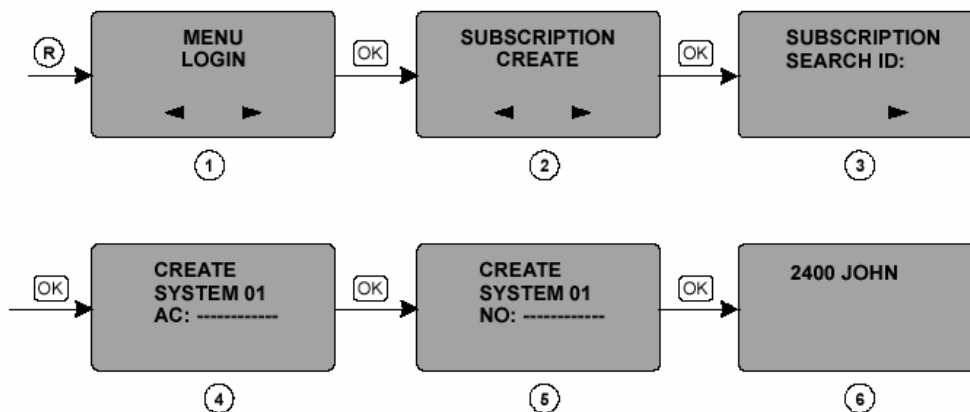 R
MENU
LOGIN
1
OK
SUBSCRIPTION
CREATE
2
OK
SUBSCRIPTION
SEARCH ID:
3
OK
CREATE
SYSTEM 01
AC: ------------
4
OK
CREATE
SYSTEM 01
NO: ------------
5
OK
2400 JOHN
6